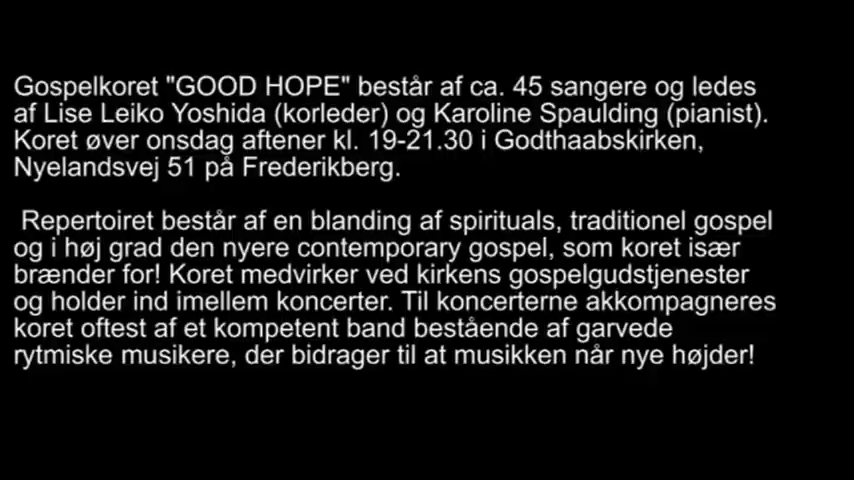 Gospelkoret "GOOD HOPE" består af ca. 45 sangere og ledes
af Lise Leiko Yoshida (korleder) og Karoline Spaulding (pianist).
Koret øver onsdag aftener kl. 19-21.30 i Godthaabskirken,
Nyelandsvej 51 på Frederikberg.
Repertoiret består af en blanding af spirituals, traditionel gospel
og i høj grad den nyere contemporary gospel, som koret især
brænder for! Koret medvirker ved kirkens gospelgudstjenester
og holder ind imellem koncerter. Til koncerterne akkompagneres
koret oftest af et kompetent band bestående af garvede
rytmiske musikere, der bidrager til at musikken når nye højder!